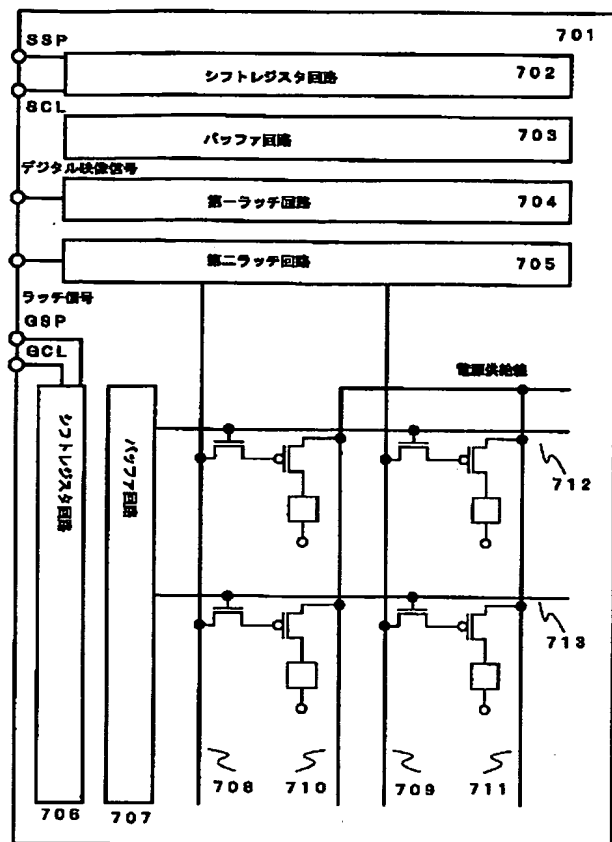 701
SSP
シフトレジスタ回路 702
SCL
バッファ回路 703
デジタル映像信号
第一ラッチ回路 704
第二ラッチ回路 705
ラッチ信号
GSP
GCL
電源供給線
シフトレジスタ回路
バッファ回路
712
713
708
710
709
711
706
707